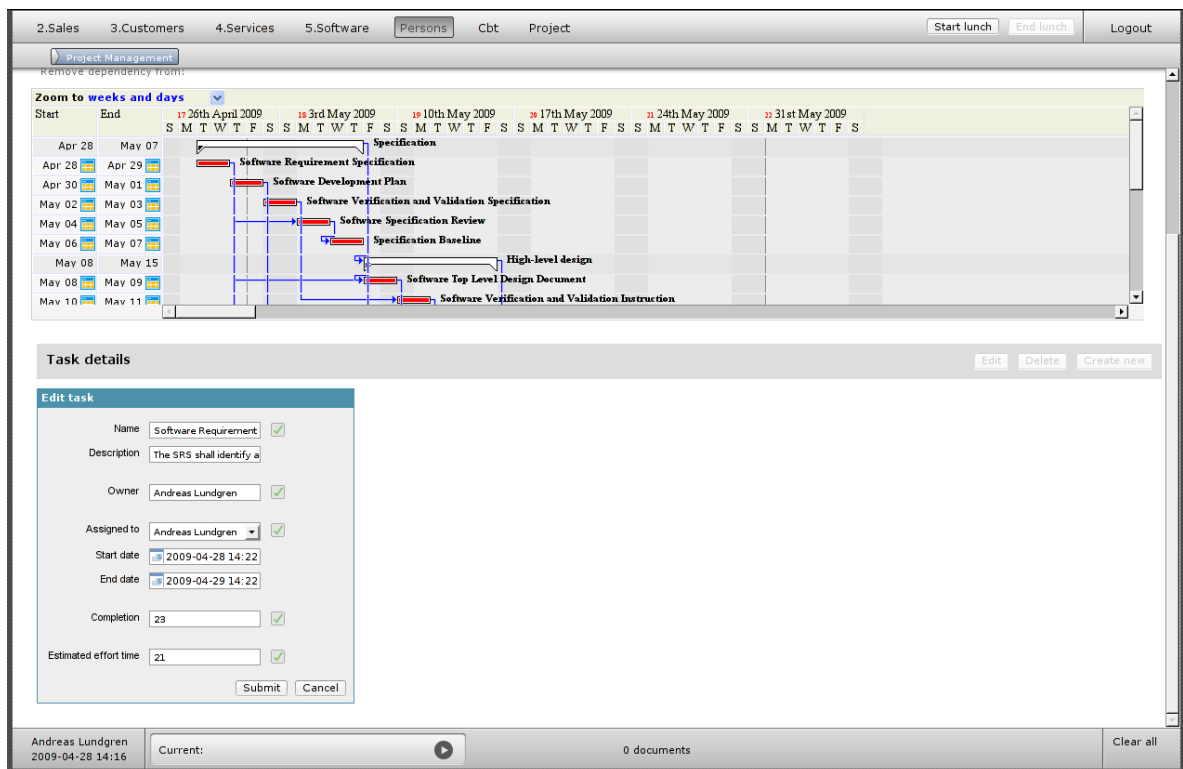 2.Sales 3.Customers 4.Services 5.Software Persons Cbt Project Start lunch End lunch Logout
Project Management
Remove dependency from:
Zoom to weeks and days
Start End 17 26th April 2009 18 3rd May 2009 19 10th May 2009 20 17th May 2009 21 24th May 2009 22 31st May 2009
S M T W T F S S M T W T F S S M T W T F S S M T W T F S S M T W T F S S M T W T F S
Apr 28 May 07 Specification
Apr 28 Apr 29 Software Requirement Specification
Apr 30 May 01 Software Development Plan
May 02 May 03 Software Verification and Validation Specification
May 04 May 05 Software Specification Review
May 06 May 07 Specification Baseline
May 08 May 15 High-level design
May 08 May 09 Software Top Level Design Document
May 10 May 11 Software Verification and Validation Instruction
Task details Edit Delete Create new
Edit task
Name Software Requirement
Description The SRS shall identify a
Owner Andreas Lundgren
Assigned to Andreas Lundgren
Start date 2009-04-28 14:22
End date 2009-04-29 14:22
Completion 23
Estimated effort time 21
Submit Cancel
Andreas Lundgren
2009-04-28 14:16
Current:
0 documents
Clear all